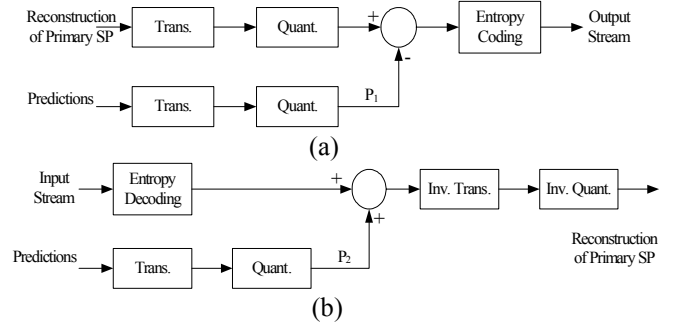 Reconstruction
of Primary SP
Trans.
Quant.
+
-
Entropy
Coding
Output
Stream
Predictions
Trans.
Quant.
P1
(a)
Input
Stream
Entropy
Decoding
+
+
Inv. Trans.
Inv. Quant.
Reconstruction
of Primary SP
Predictions
Trans.
Quant.
P2
(b)